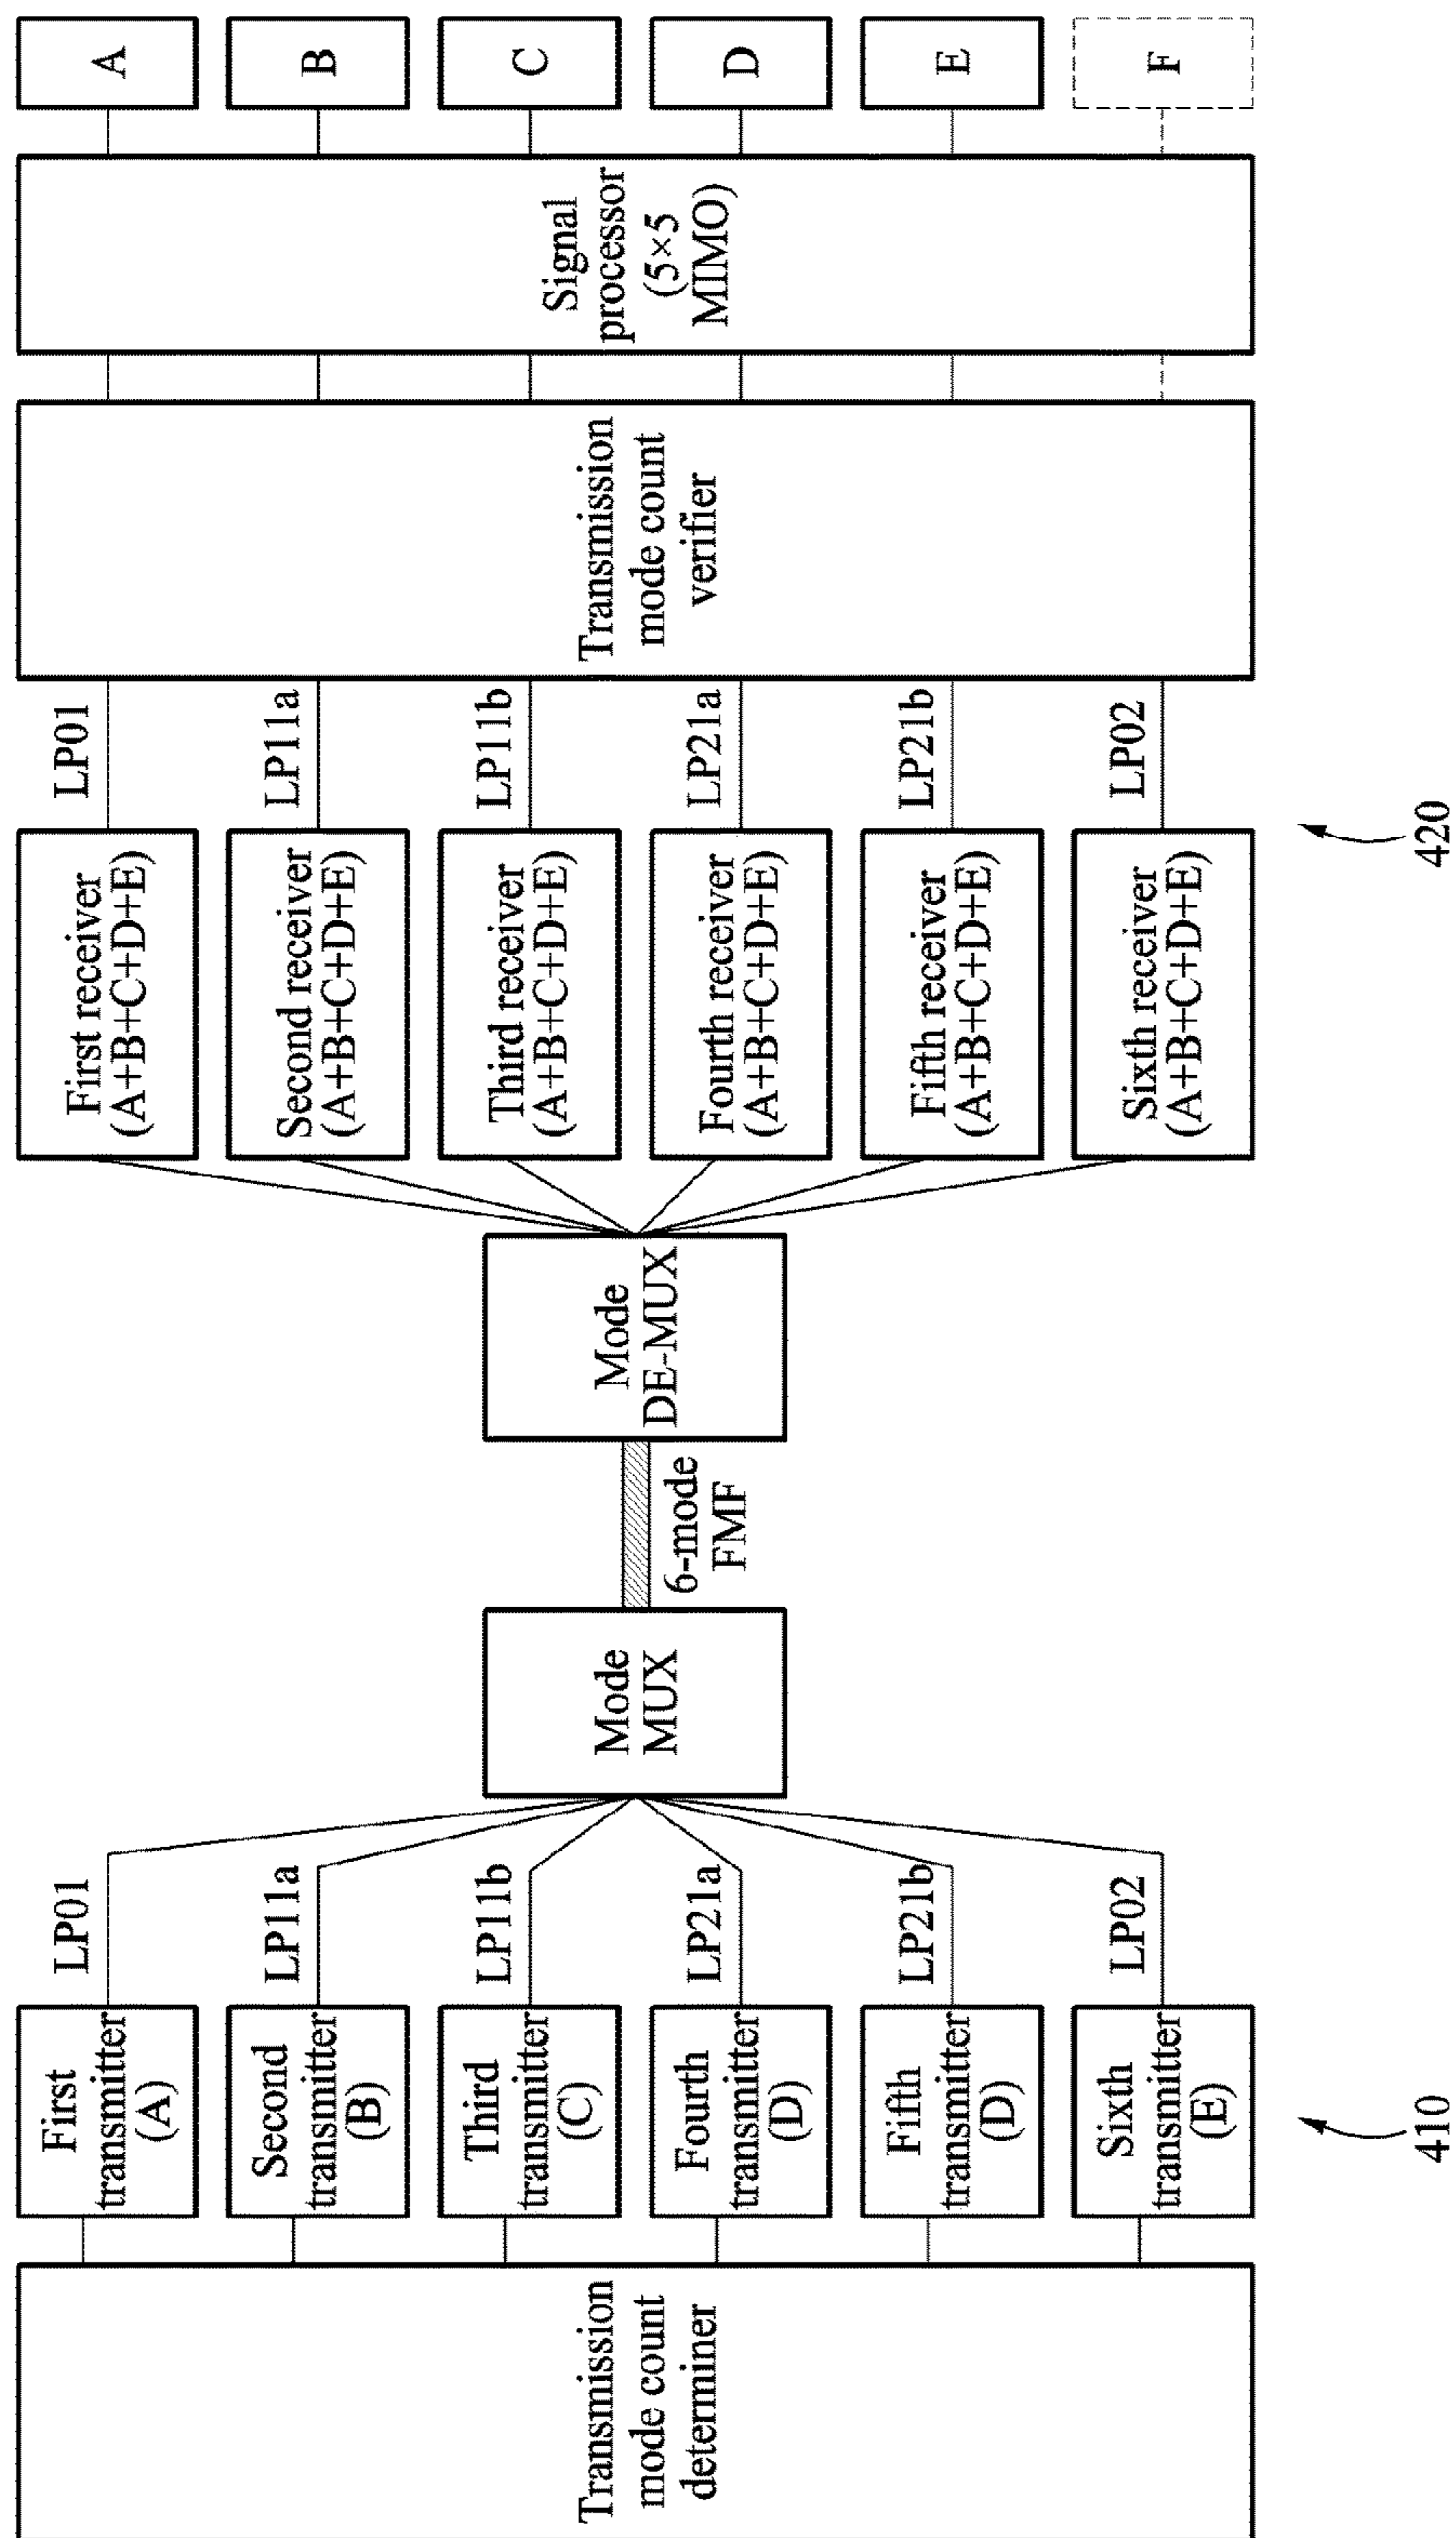 Transmission
mode count
determiner
First
transmitter
(A)
Second
transmitter
(B)
Third
transmitter
(C)
Fourth
transmitter
(D)
Fifth
transmitter
(D)
Sixth
transmitter
(E)
LP01
LP11a
LP11b
LP21a
LP21b
LP02
410
Mode
MUX
6-mode
FMF
Mode
DE-MUX
First receiver
(A+B+C+D+E)
Second receiver
(A+B+C+D+E)
Third receiver
(A+B+C+D+E)
Fourth receiver
(A+B+C+D+E)
Fifth receiver
(A+B+C+D+E)
Sixth receiver
(A+B+C+D+E)
LP01
LP11a
LP11b
LP21a
LP21b
LP02
420
Transmission
mode count
verifier
Signal
processor
(5×5
MIMO)
A
B
C
D
E
F